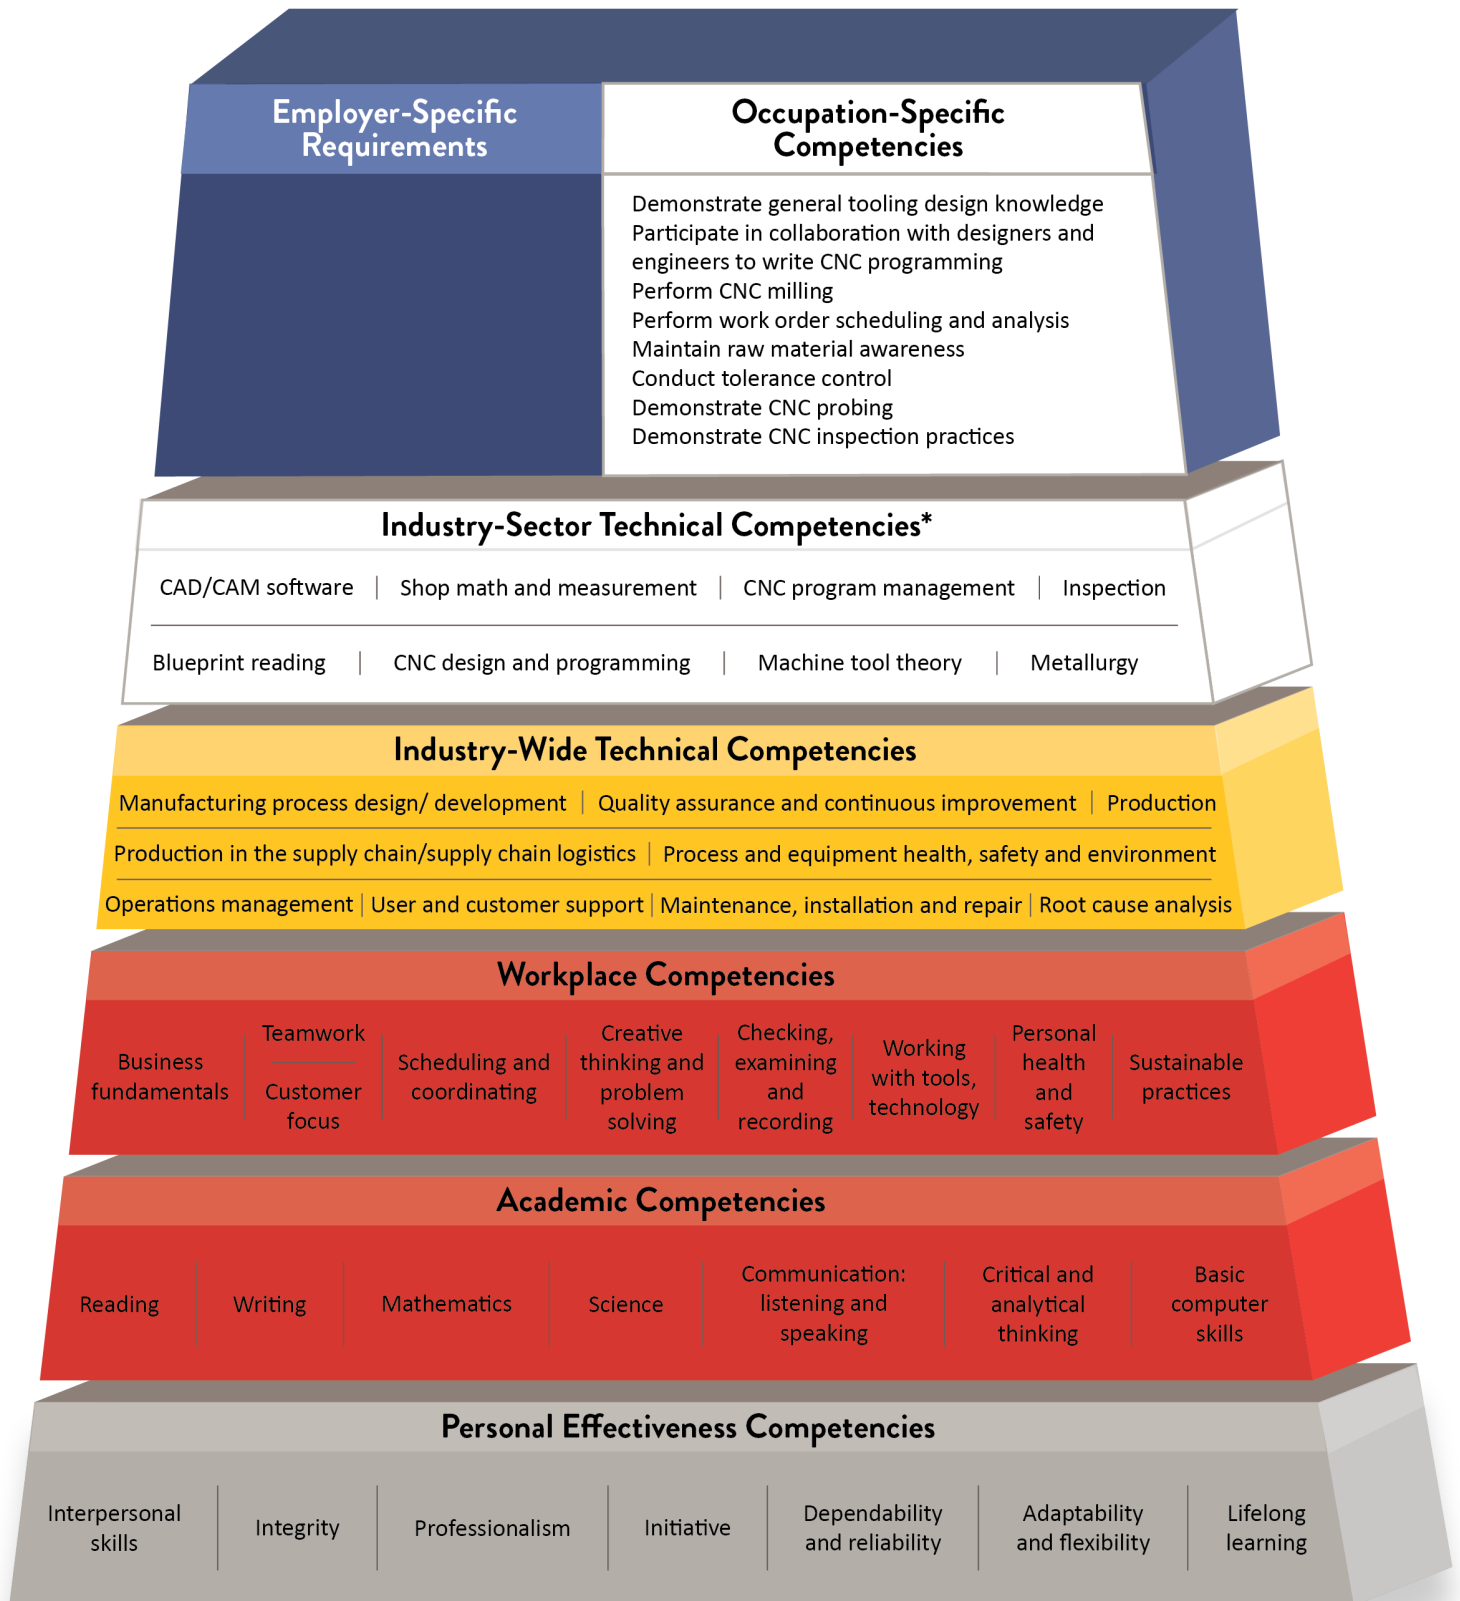 Employer-Specific
Requirements
Occupation-Specific
Competencies
Demonstrate general tooling design knowledge
Participate in collaboration with designers and
engineers to write CNC programming
Perform CNC milling
Perform work order scheduling and analysis
Maintain raw material awareness
Conduct tolerance control
Demonstrate CNC probing
Demonstrate CNC inspection practices
Industry-Sector Technical Competencies*
CAD/CAM software | Shop math and measurement | CNC program management | Inspection
Blueprint reading | CNC design and programming | Machine tool theory | Metallurgy
Industry-Wide Technical Competencies
Manufacturing process design/ development | Quality assurance and continuous improvement | Production
Production in the supply chain/supply chain logistics | Process and equipment health, safety and environment
Operations management | User and customer support | Maintenance, installation and repair | Root cause analysis
Workplace Competencies
Business
fundamentals
Teamwork
Customer
focus
Scheduling and
coordinating
Creative
thinking and
problem
solving
Checking,
examining
and
recording
Working
with tools,
technology
Personal
health
and
safety
Sustainable
practices
Academic Competencies
Reading
Writing
Mathematics
Science
Communication:
listening and
speaking
Critical and
analytical
thinking
Basic
computer
skills
Personal Effectiveness Competencies
Interpersonal
skills
Integrity
Professionalism
Initiative
Dependability
and reliability
Adaptability
and flexibility
Lifelong
learning